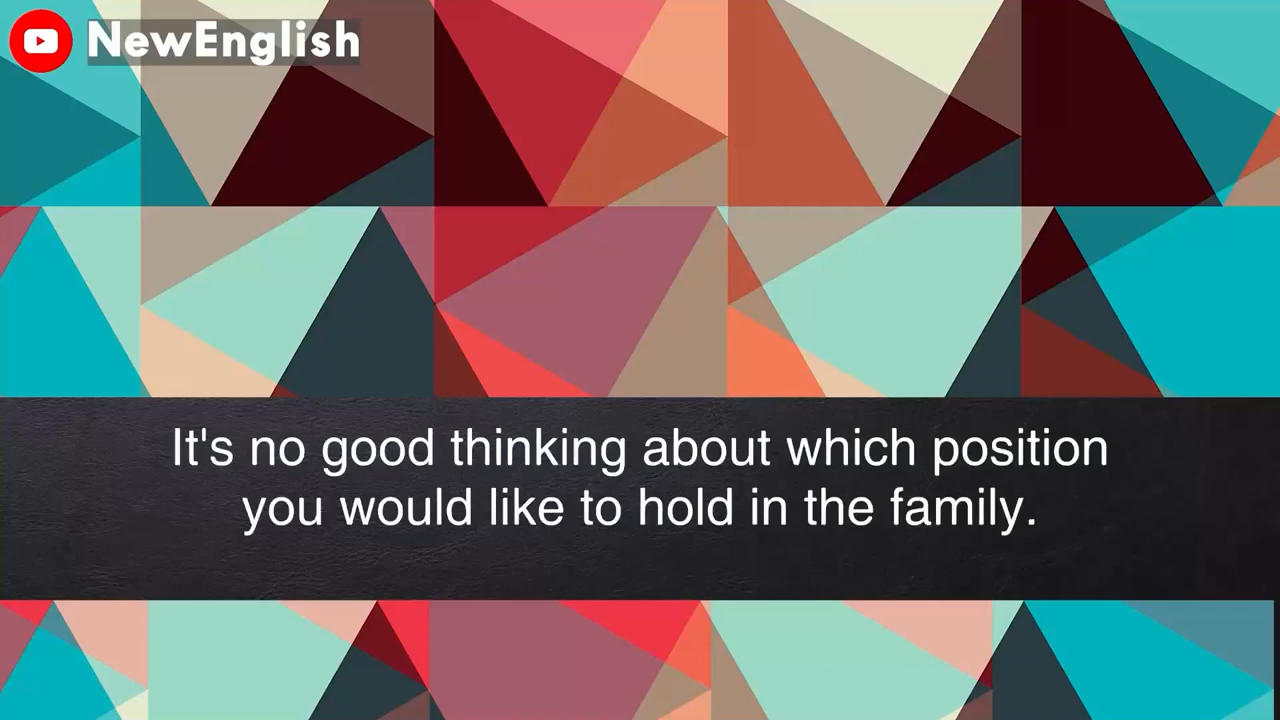 NewEnglish
It's no good thinking about which position
you would like to hold in the family.